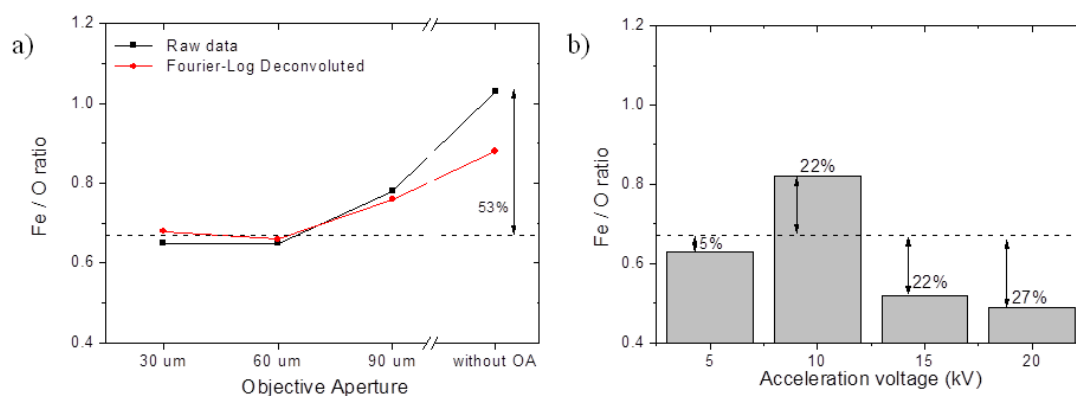 a)
Raw data
Fourier-Log Deconvoluted
Fe / O ratio
1.2
1.0
0.8
0.6
0.4
53%
30 um 60 um 90 um without OA
Objective Aperture
b)
Fe / O ratio
1.2
1.0
0.8
0.6
0.4
5%
22%
22%
27%
5 10 15 20
Acceleration voltage (kV)